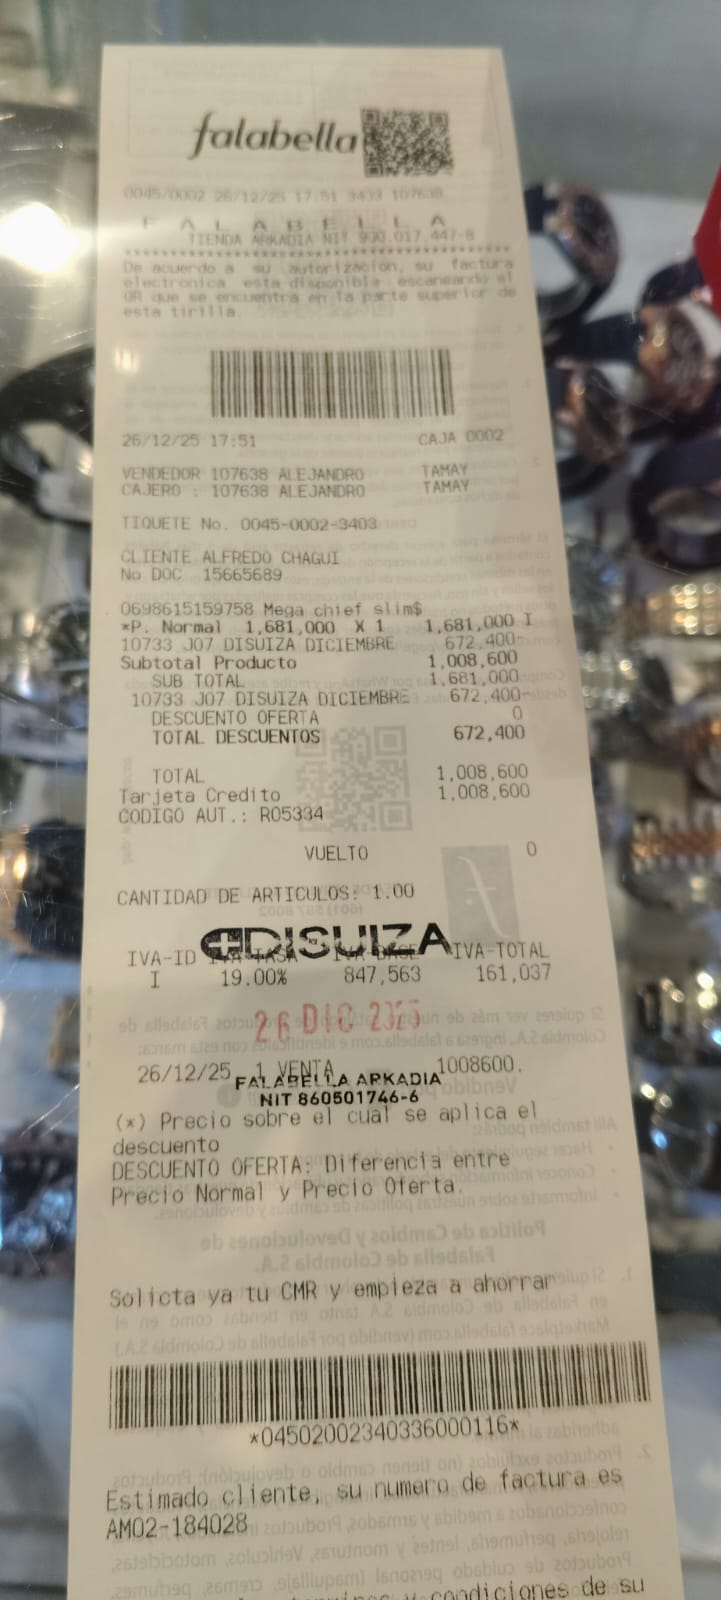 falabella
0045/0002 26/12/25 17:51 3403 107638
F A L A B E L L A
TIENDA ARKADIA NIT 900.017.447-8
De acuerdo a su autorizacion, su factura
electronica esta disponible escaneando el
QR que se encuentra en la parte superior de
esta tirilla.
26/12/25 17:51 CAJA 0002
VENDEDOR 107638 ALEJANDRO TAMAY
CAJERO : 107638 ALEJANDRO TAMAY
TIQUETE No. 0045-0002-3403
CLIENTE ALFREDO CHAGUI
No DOC 15665689
0698615159758 Mega chief slim$
*P. Normal 1,681,000 X 1 1,681,000 I
10733 J07 DISUIZA DICIEMBRE 672,400-
Subtotal Producto 1,008,600
SUB TOTAL 1,681,000
10733 J07 DISUIZA DICIEMBRE 672,400-
DESCUENTO OFERTA 0
TOTAL DESCUENTOS 672,400
TOTAL 1,008,600
Tarjeta Credito 1,008,600
CODIGO AUT.: R05334
VUELTO 0
CANTIDAD DE ARTICULOS: 1.00
DISUIZA
IVA-ID IVA-TASA IVA-BASE IVA-TOTAL
I 19.00% 847,563 161,037
26 DIC 2025
26/12/25 1 VENTA 1008600.
FALABELLA ARKADIA
NIT 860501746-6
(*) Precio sobre el cual se aplica el
descuento
DESCUENTO OFERTA: Diferencia entre
Precio Normal y Precio Oferta.
Solicta ya tu CMR y empieza a ahorrar
*04502002340336000116*
Estimado cliente, su numero de factura es
AM02-184028
y condiciones de su